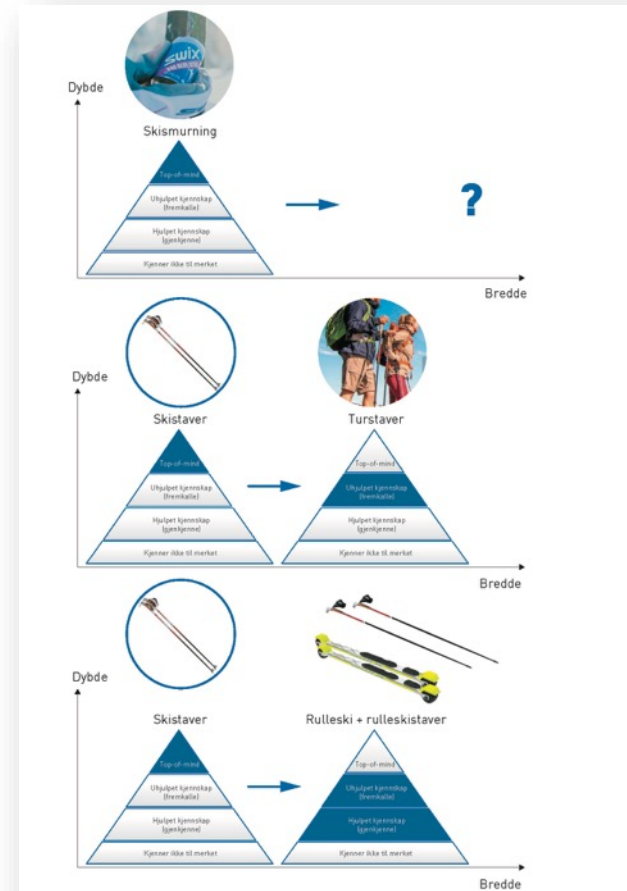 Dybde
swix
Skismurning
Top-of-mind
Uhjulpet kjennskap
(fremkalle)
Hjulpet kjennskap
(gjenkjenne)
Kjenner ikke til merket
?
Bredde
Dybde
Skistaver
Turstaver
Top-of-mind
Top-of-mind
Uhjulpet kjennskap
(fremkalle)
Uhjulpet kjennskap
(fremkalle)
Hjulpet kjennskap
(gjenkjenne)
Hjulpet kjennskap
(gjenkjenne)
Kjenner ikke til merket
Kjenner ikke til merket
Bredde
Dybde
Skistaver
Rulleski + rulleskistaver
Top-of-mind
Top-of-mind
Uhjulpet kjennskap
(fremkalle)
Uhjulpet kjennskap
(fremkalle)
Hjulpet kjennskap
(gjenkjenne)
Hjulpet kjennskap
(gjenkjenne)
Kjenner ikke til merket
Kjenner ikke til merket
Bredde